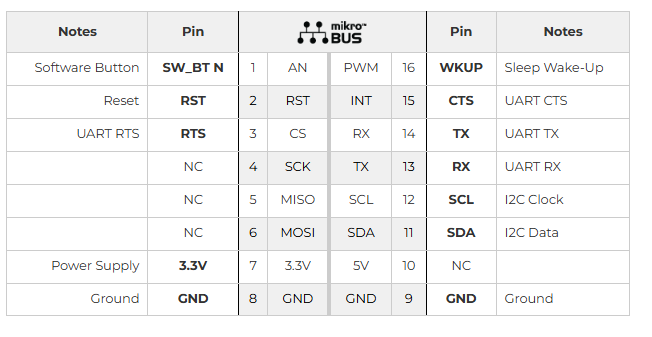 Notes Pin mikro™ BUS Pin Notes
Software Button SW_BT N 1 AN PWM 16 WKUP Sleep Wake-Up
Reset RST 2 RST INT 15 CTS UART CTS
UART RTS RTS 3 CS RX 14 TX UART TX
NC 4 SCK TX 13 RX UART RX
NC 5 MISO SCL 12 SCL I2C Clock
NC 6 MOSI SDA 11 SDA I2C Data
Power Supply 3.3V 7 3.3V 5V 10 NC
Ground GND 8 GND GND 9 GND Ground